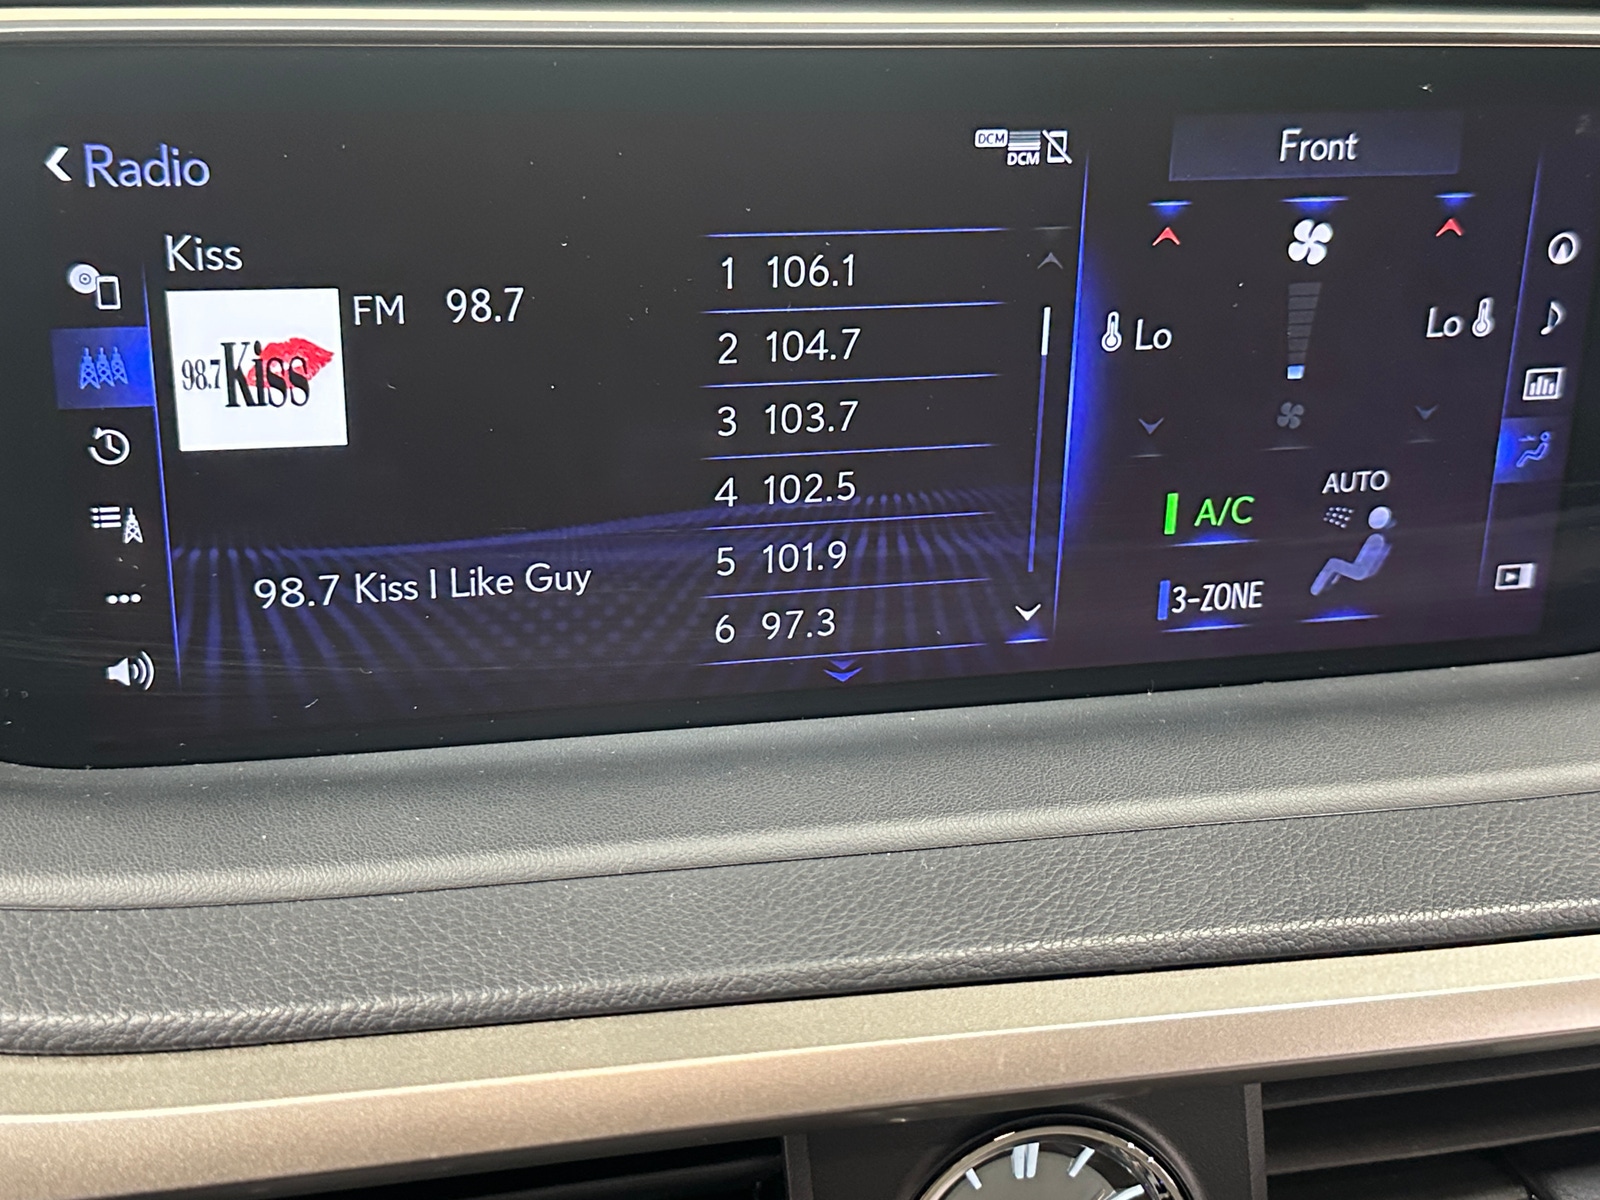 Radio
DCM
DCM
Kiss
98.7 Kiss
FM 98.7
98.7 Kiss I Like Guy
1 106.1
2 104.7
3 103.7
4 102.5
5 101.9
6 97.3
Front
Lo
Lo
A/C
AUTO
3-ZONE